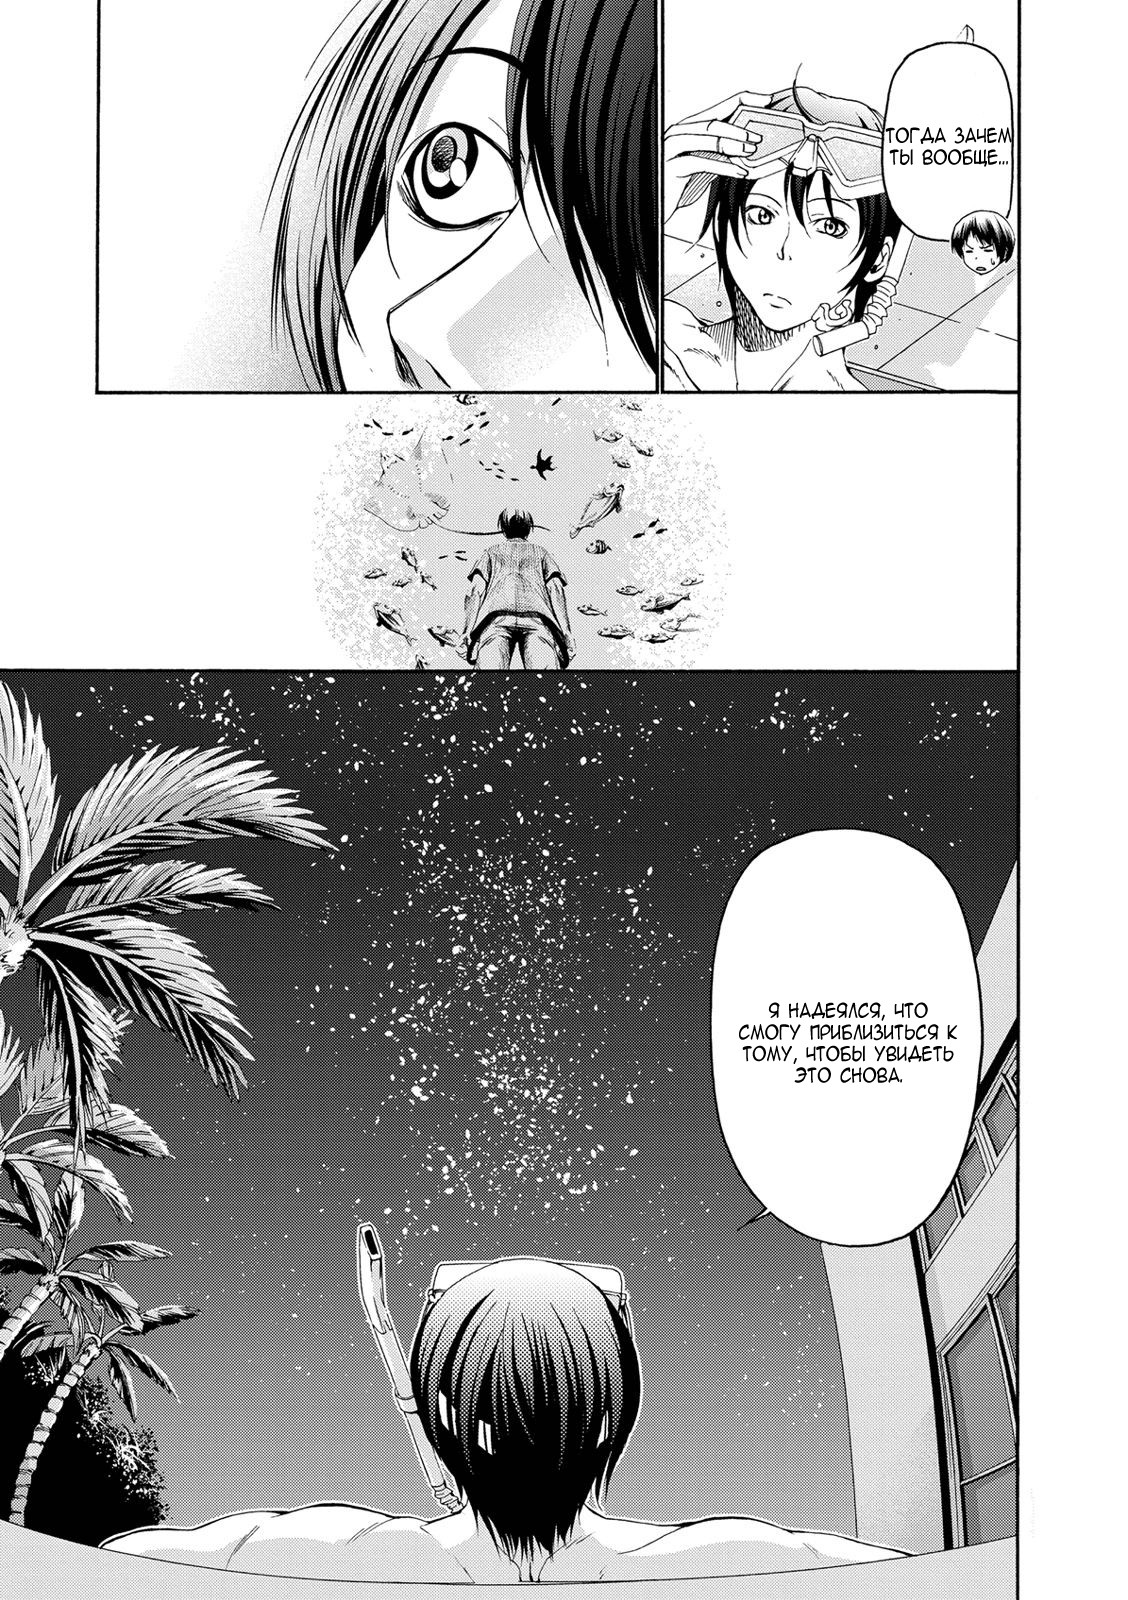 ТОГДА ЗАЧЕМ
ТЫ ВООБЩЕ...
Я НАДЕЯЛСЯ, ЧТО
СМОГУ ПРИБЛИЗИТЬСЯ К
ТОМУ, ЧТОБЫ УВИДЕТЬ
ЭТО СНОВА.